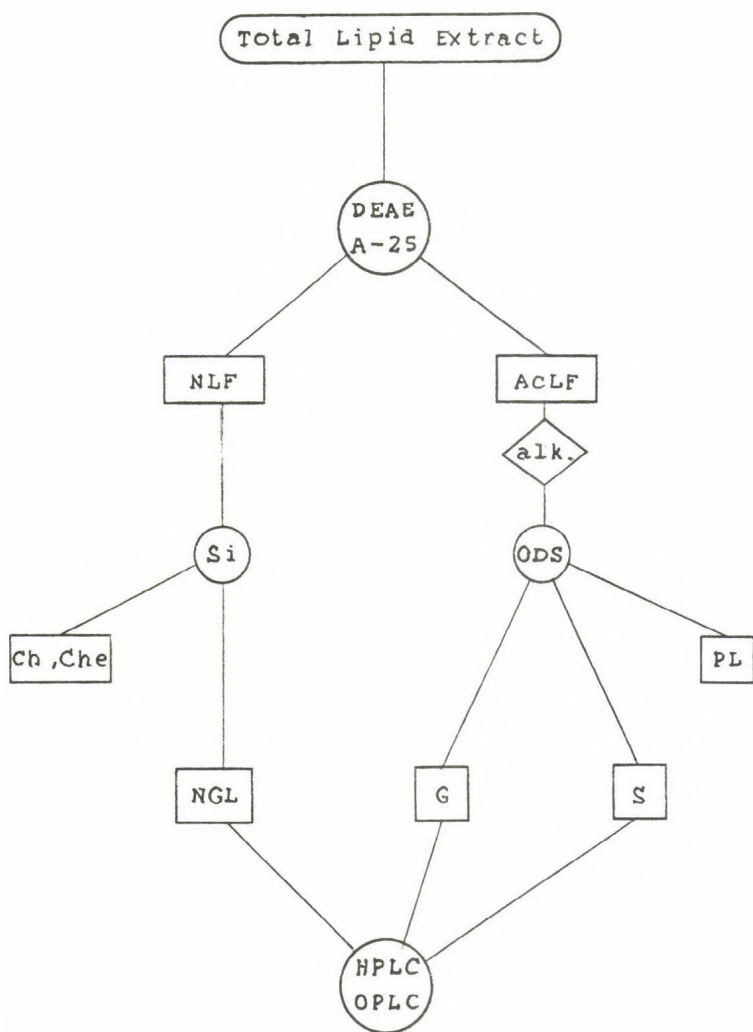 Total Lipid Extract
DEAE
A-25
NLF
AcLF
alk.
Si
ODS
Ch,Che
PL
NGL
G
S
HPLC
OPLC